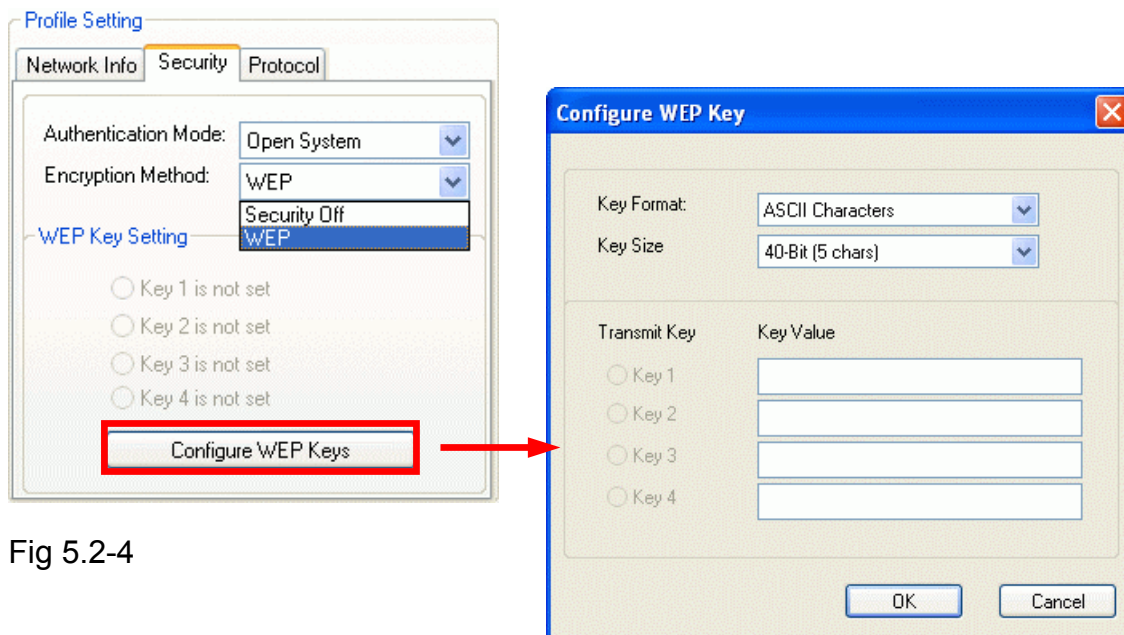 Profile Setting
Network Info Security Protocol
Authentication Mode: Open System
Encryption Method: WEP
Security Off
WEP
WEP Key Setting
Key 1 is not set
Key 2 is not set
Key 3 is not set
Key 4 is not set
Configure WEP Keys
Fig 5.2-4
Configure WEP Key
Key Format: ASCII Characters
Key Size 40-Bit (5 chars)
Transmit Key Key Value
Key 1
Key 2
Key 3
Key 4
OK Cancel